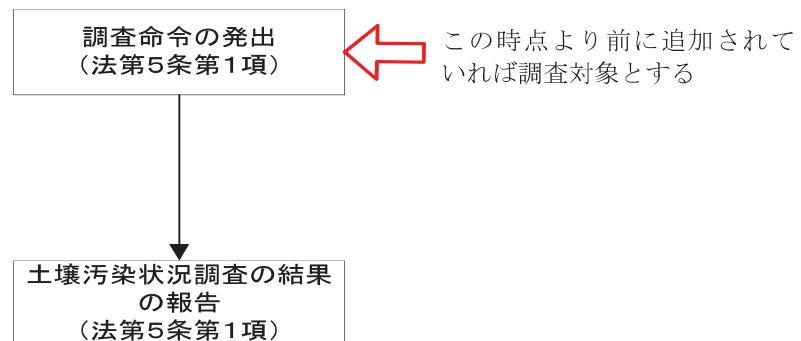 調査命令の発出
（法第5条第1項）
この時点より前に追加されて
いれば調査対象とする
土壌汚染状況調査の結果
の報告
（法第5条第1項）